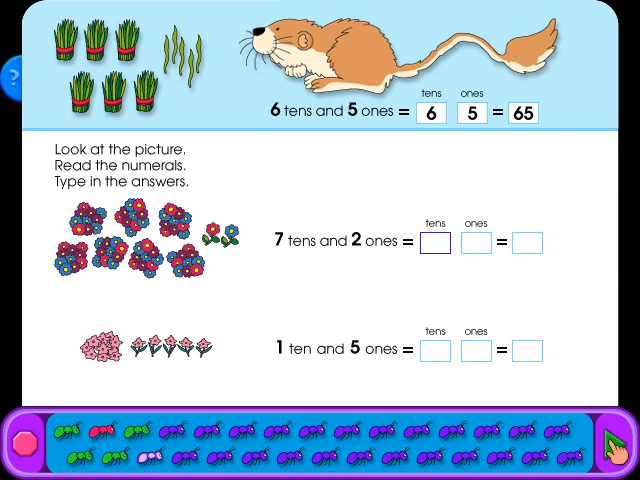 ?
tens ones
6 tens and 5 ones = 6 5 = 65
Look at the picture.
Read the numerals.
Type in the answers.
tens ones
7 tens and 2 ones = =
tens ones
1 ten and 5 ones = =